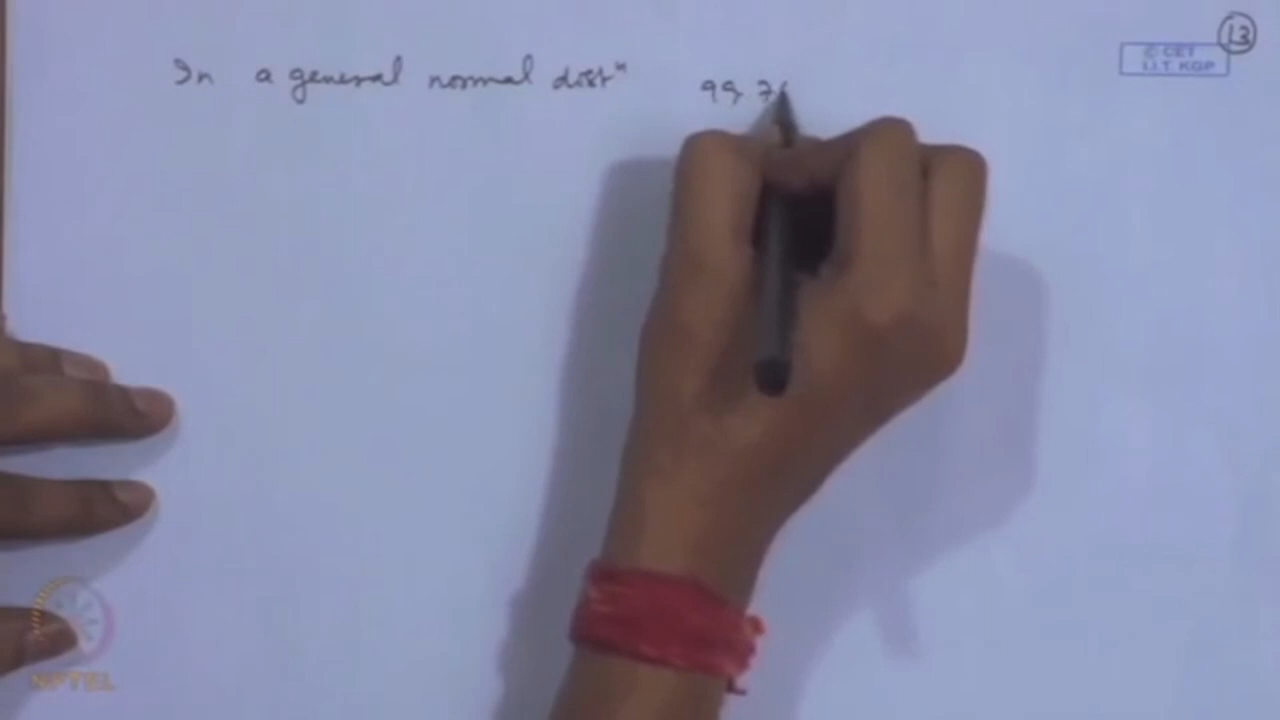 In a general normal distⁿ 99.7
13
© CET
I.I.T. KGP
NPTEL